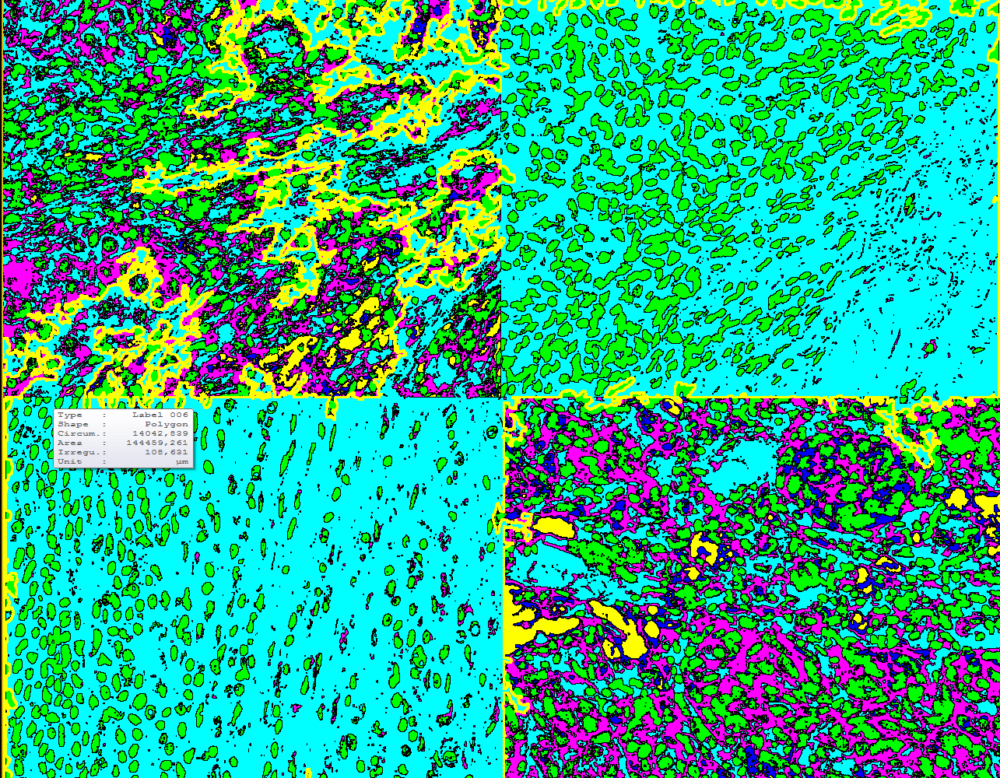 Type : Label 006
Shape : Polygon
Circum.: 14042,839
Area : 144459,261
Irregu.: 108,631
Unit : µm